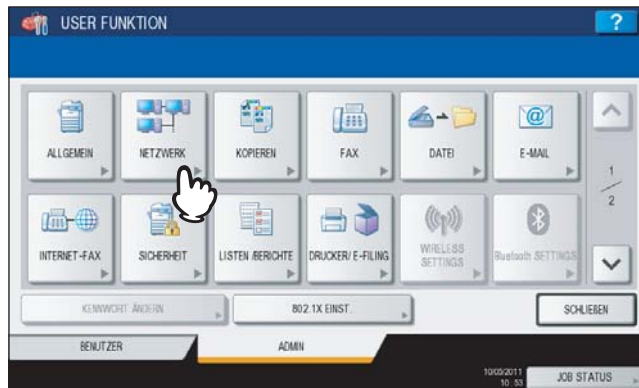 USER FUNKTION
?
ALLGEMEIN
NETZWERK
KOPIEREN
FAX
DATEI
E-MAIL
1
2
INTERNET-FAX
SICHERHEIT
LISTEN /BERICHTE
DRUCKER/ E-FILING
WIRELESS
SETTINGS
Bluetooth SETTINGS
KENNWORT ÄNDERN
802.1X EINST.
SCHLIEßEN
BENUTZER
ADMIN
10/05/2011
10 53
JOB STATUS